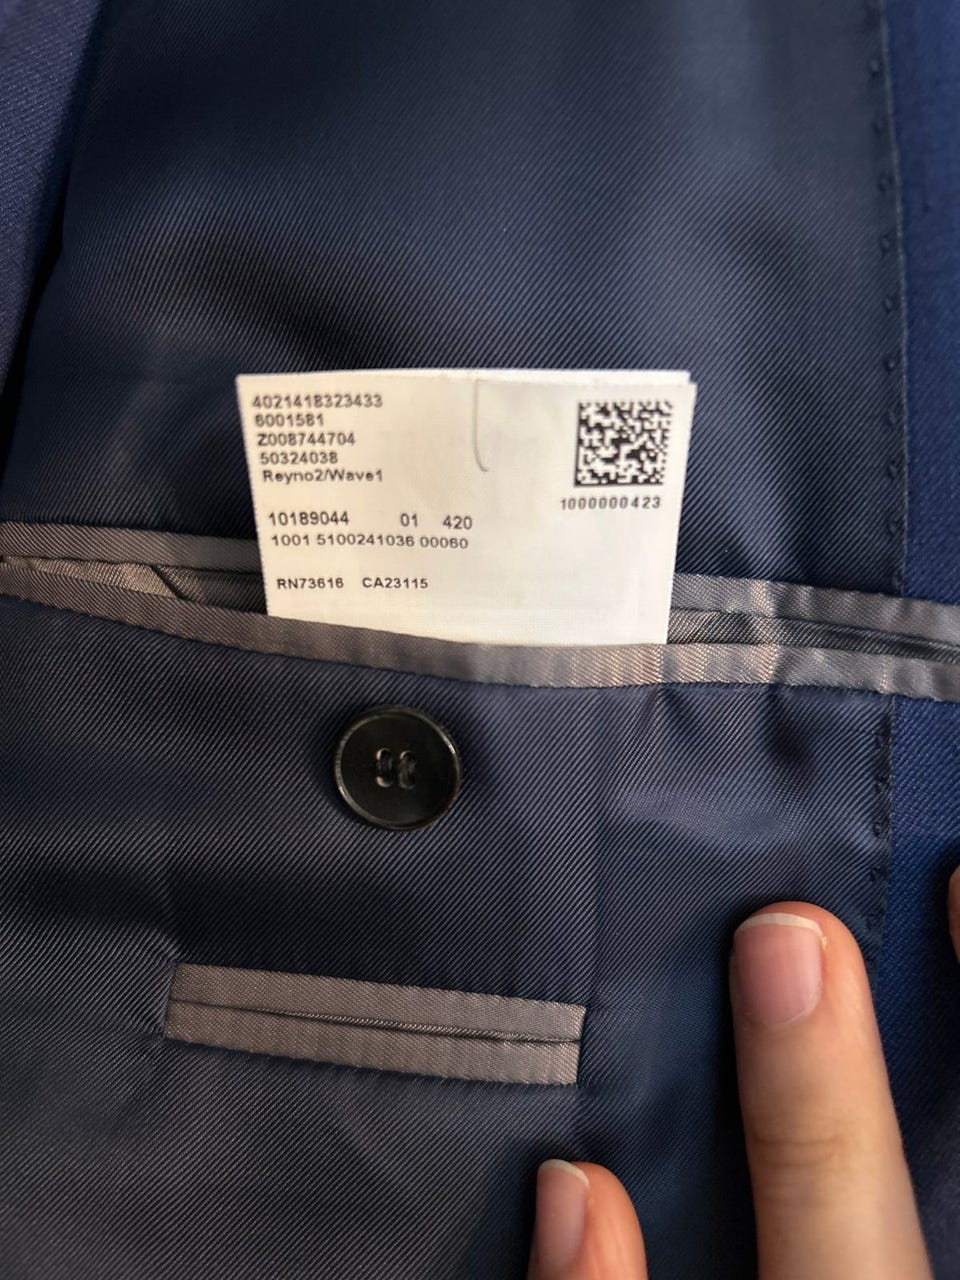 4021418323433
6001581
Z008744704
50324038
Reyno2/Wave1
1000000423
10189044 01 420
1001 5100241036 00060
RN73616 CA23115